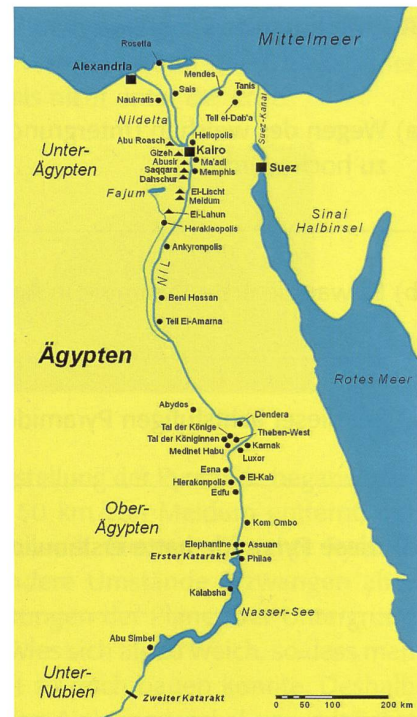 Mittelmeer
Rosetta
Alexandria
Mendes
Tanis
Sais
Naukratis
Tell el-Dab'a
Suez-Kanal
Nildelta
Heliopolis
Abu Roasch
Kairo
Gizeh
Unter-
Ägypten
Abusir
Ma'adi
Saqqara
Memphis
Suez
Dahschur
Fajum
El-Lischt
Meidum
El-Lahun
Sinai
Halbinsel
Herakleopolis
Ankyronpolis
NIL
Beni Hassan
Tell El-Amarna
Ägypten
Rotes Meer
Abydos
Dendera
Tal der Könige
Theben-West
Tal der Königinnen
Karnak
Medinet Habu
Luxor
Esna
El-Kab
Hierakonpolis
Edfu
Ober-
Ägypten
Kom Ombo
Elephantine
Assuan
Erster Katarakt
Philae
Kalabsha
Nasser-See
Abu Simbel
Unter-
Nubien
Zweiter Katarakt
0 50 100 200 km